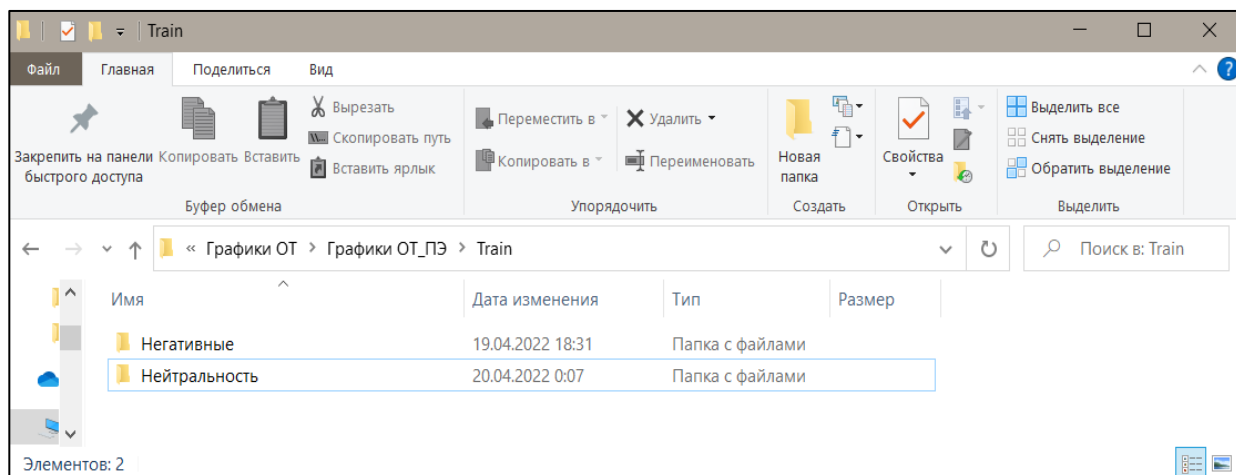 Train
Файл Главная Поделиться Вид
Закрепить на панели быстрого доступа
Копировать
Вставить
Вырезать
Скопировать путь
Вставить ярлык
Буфер обмена
Переместить в
Копировать в
Удалить
Переименовать
Упорядочить
Новая папка
Создать
Свойства
Открыть
Выделить все
Снять выделение
Обратить выделение
Выделить
« Графики ОТ > Графики ОТ_ПЭ > Train
Поиск в: Train
Имя Дата изменения Тип Размер
Негативные 19.04.2022 18:31 Папка с файлами
Нейтральность 20.04.2022 0:07 Папка с файлами
Элементов: 2